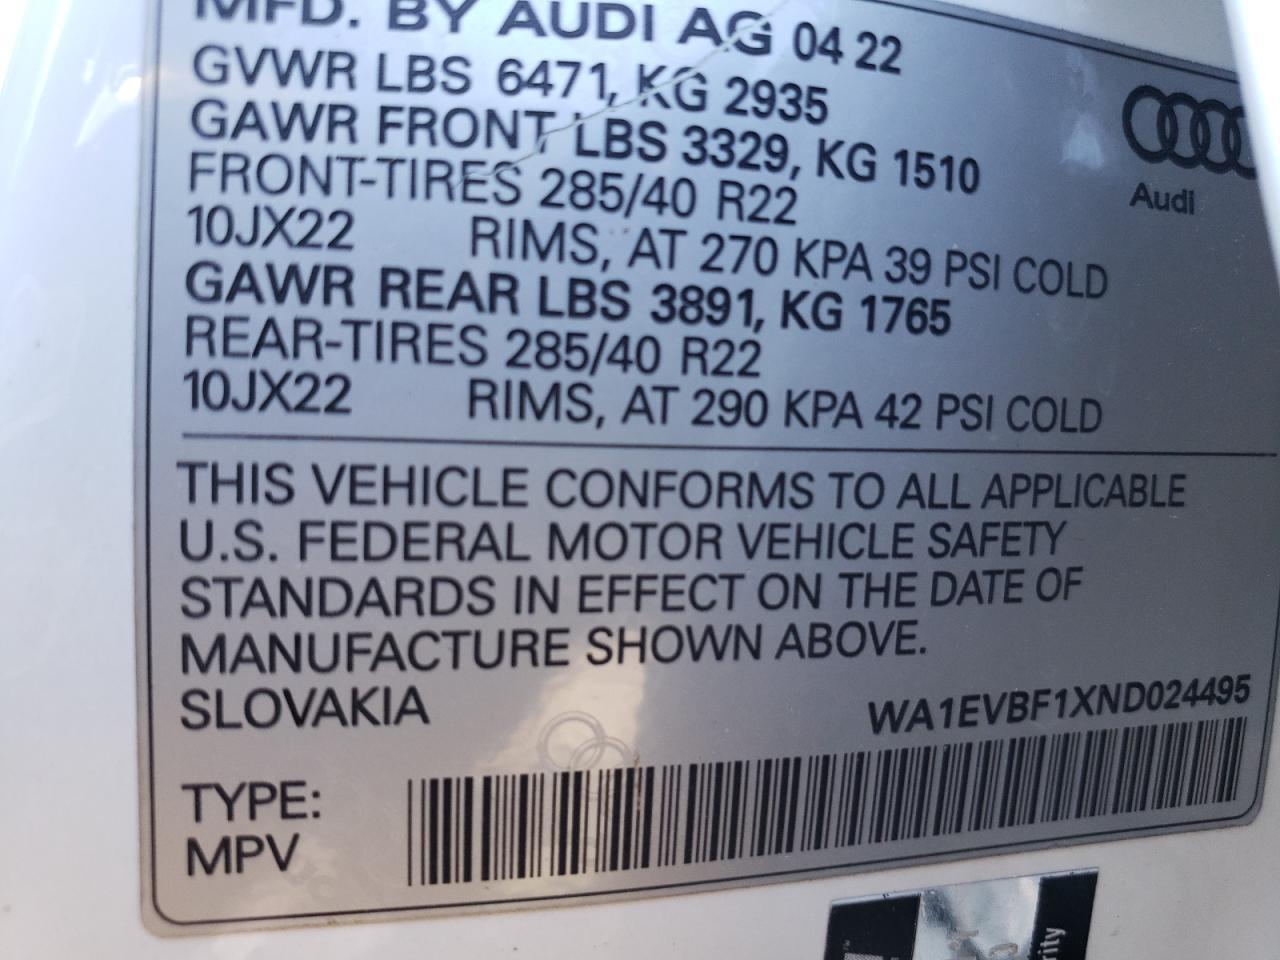 MFD. BY AUDI AG 04 22
GVWR LBS 6471, KG 2935
GAWR FRONT LBS 3329, KG 1510
FRONT-TIRES 285/40 R22
10JX22 RIMS, AT 270 KPA 39 PSI COLD
GAWR REAR LBS 3891, KG 1765
REAR-TIRES 285/40 R22
10JX22 RIMS, AT 290 KPA 42 PSI COLD
Audi
THIS VEHICLE CONFORMS TO ALL APPLICABLE
U.S. FEDERAL MOTOR VEHICLE SAFETY
STANDARDS IN EFFECT ON THE DATE OF
MANUFACTURE SHOWN ABOVE.
SLOVAKIA
WA1EVBF1XND024495
TYPE:
MPV